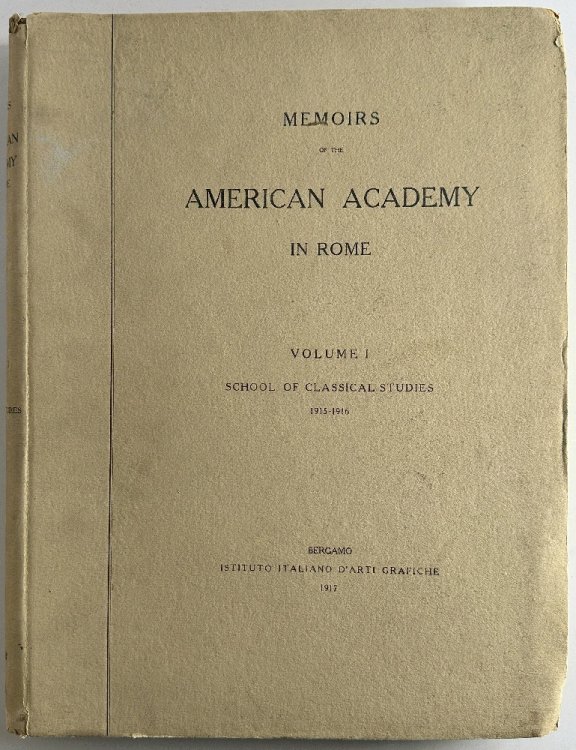 MEMOIRS
OF THE
AMERICAN ACADEMY
IN ROME
VOLUME I
SCHOOL OF CLASSICAL STUDIES
1915-1916
BERGAMO
ISTITUTO ITALIANO D'ARTI GRAFICHE
1917